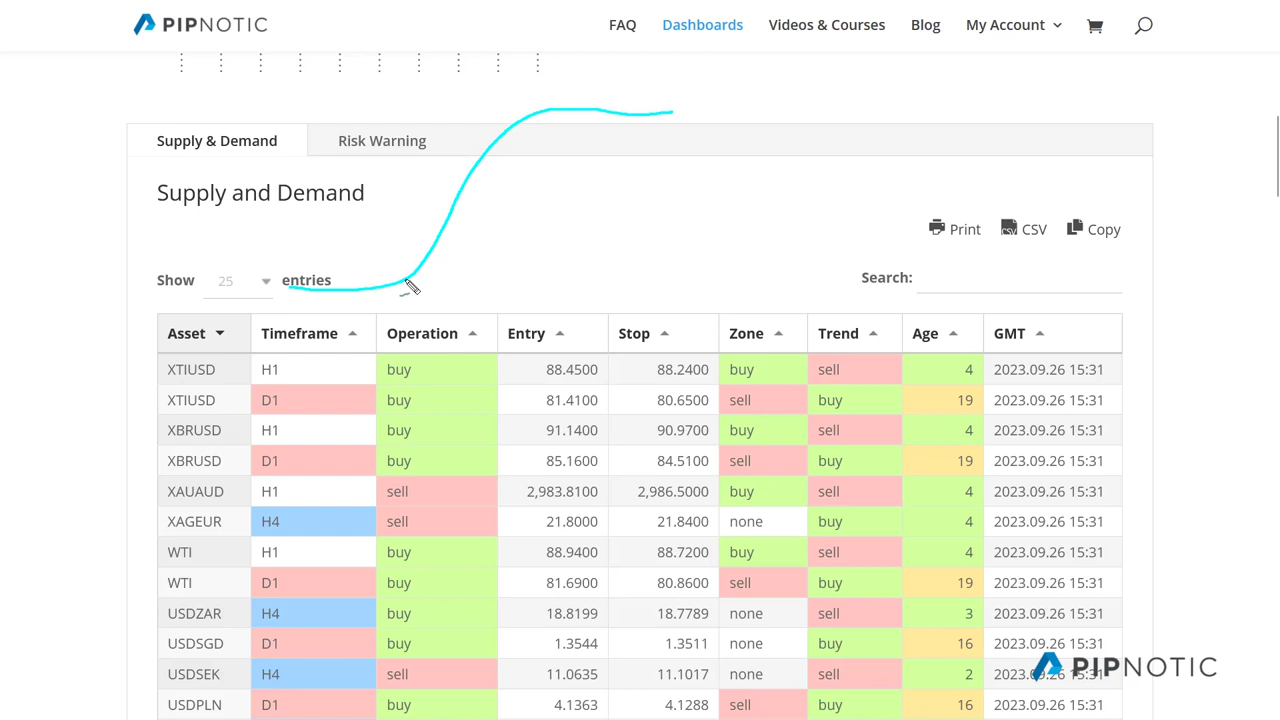 PIPNOTIC FAQ Dashboards Videos & Courses Blog My Account
Supply & Demand Risk Warning
Supply and Demand
Print CSV Copy
Show 25 entries Search:
Asset Timeframe Operation Entry Stop Zone Trend Age GMT
XTIUSD H1 buy 88.4500 88.2400 buy sell 4 2023.09.26 15:31
XTIUSD D1 buy 81.4100 80.6500 sell buy 19 2023.09.26 15:31
XBRUSD H1 buy 91.1400 90.9700 buy sell 4 2023.09.26 15:31
XBRUSD D1 buy 85.1600 84.5100 sell buy 19 2023.09.26 15:31
XAUAUD H1 sell 2,983.8100 2,986.5000 buy sell 4 2023.09.26 15:31
XAGEUR H4 sell 21.8000 21.8400 none buy 4 2023.09.26 15:31
WTI H1 buy 88.9400 88.7200 buy sell 4 2023.09.26 15:31
WTI D1 buy 81.6900 80.8600 sell buy 19 2023.09.26 15:31
USDZAR H4 buy 18.8199 18.7789 none sell 3 2023.09.26 15:31
USDSGD D1 buy 1.3544 1.3511 none buy 16 2023.09.26 15:31
USDSEK H4 sell 11.0635 11.1017 none sell 2 2023.09.26 15:31
USDPLN D1 buy 4.1363 4.1288 sell buy 16 2023.09.26 15:31
PIPNOTIC